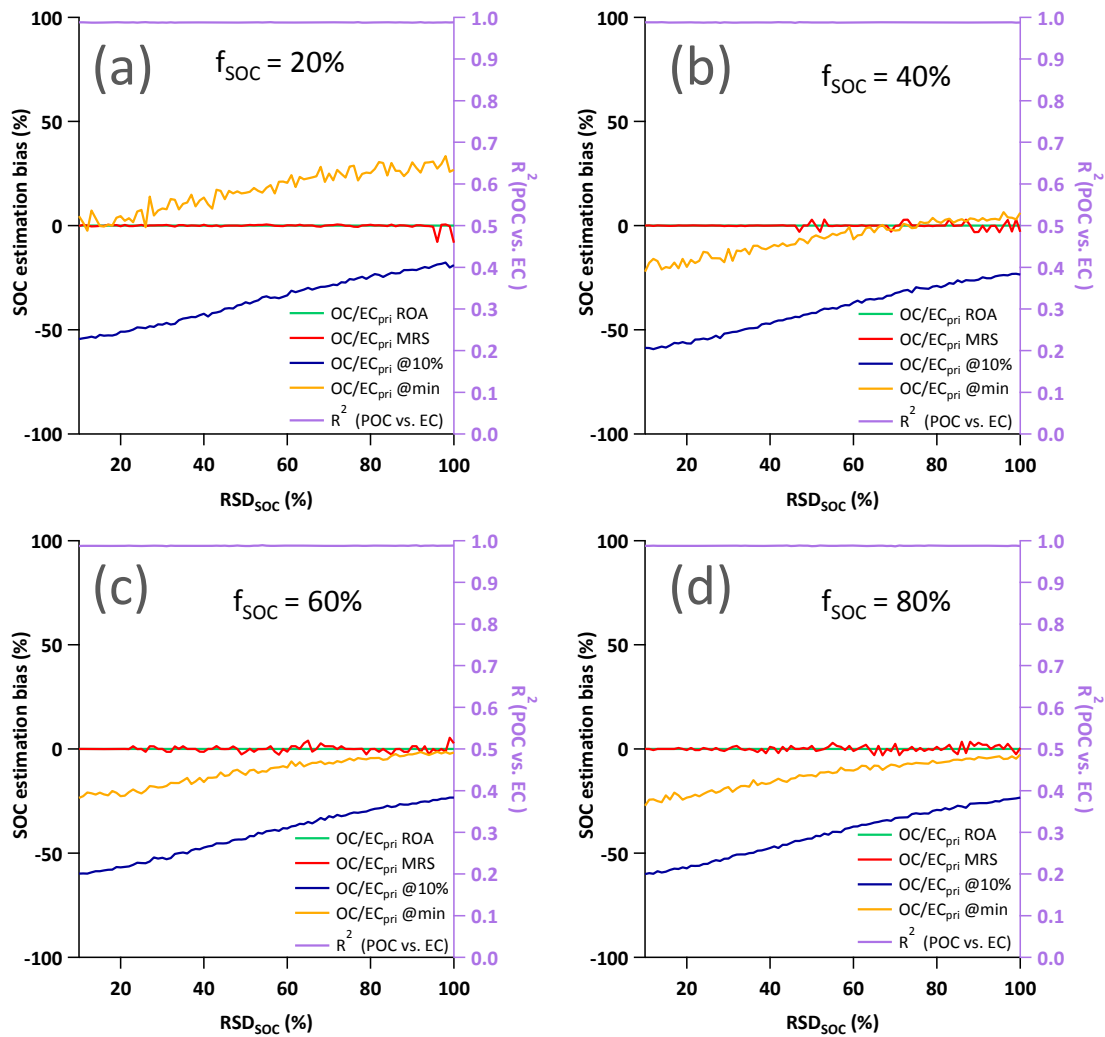 (a)
f_SOC = 20%
100
50
0
-50
-100
SOC estimation bias (%)
1.0
0.9
0.8
0.7
0.6
0.5
0.4
0.3
0.2
0.1
0.0
R² (POC vs. EC )
OC/EC_pri ROA
OC/EC_pri MRS
OC/EC_pri @10%
OC/EC_pri @min
R² (POC vs. EC)
20 40 60 80 100
RSD_SOC (%)
(b)
f_SOC = 40%
100
50
0
-50
-100
SOC estimation bias (%)
1.0
0.9
0.8
0.7
0.6
0.5
0.4
0.3
0.2
0.1
0.0
R² (POC vs. EC )
OC/EC_pri ROA
OC/EC_pri MRS
OC/EC_pri @10%
OC/EC_pri @min
R² (POC vs. EC)
20 40 60 80 100
RSD_SOC (%)
(c)
f_SOC = 60%
100
50
0
-50
-100
SOC estimation bias (%)
1.0
0.9
0.8
0.7
0.6
0.5
0.4
0.3
0.2
0.1
0.0
R² (POC vs. EC )
OC/EC_pri ROA
OC/EC_pri MRS
OC/EC_pri @10%
OC/EC_pri @min
R² (POC vs. EC)
20 40 60 80 100
RSD_SOC (%)
(d)
f_SOC = 80%
100
50
0
-50
-100
SOC estimation bias (%)
1.0
0.9
0.8
0.7
0.6
0.5
0.4
0.3
0.2
0.1
0.0
R² (POC vs. EC )
OC/EC_pri ROA
OC/EC_pri MRS
OC/EC_pri @10%
OC/EC_pri @min
R² (POC vs. EC)
20 40 60 80 100
RSD_SOC (%)